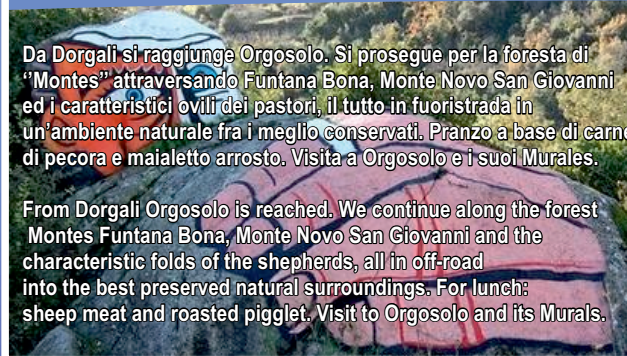 Da Dorgali si raggiunge Orgosolo. Si prosegue per la foresta di
‘’Montes’’ attraversando Funtana Bona, Monte Novo San Giovanni
ed i caratteristici ovili dei pastori, il tutto in fuoristrada in
un’ambiente naturale fra i meglio conservati. Pranzo a base di carne
di pecora e maialetto arrosto. Visita a Orgosolo e i suoi Murales.
From Dorgali Orgosolo is reached. We continue along the forest
Montes Funtana Bona, Monte Novo San Giovanni and the
characteristic folds of the shepherds, all in off-road
into the best preserved natural surroundings. For lunch:
sheep meat and roasted pigglet. Visit to Orgosolo and its Murals.